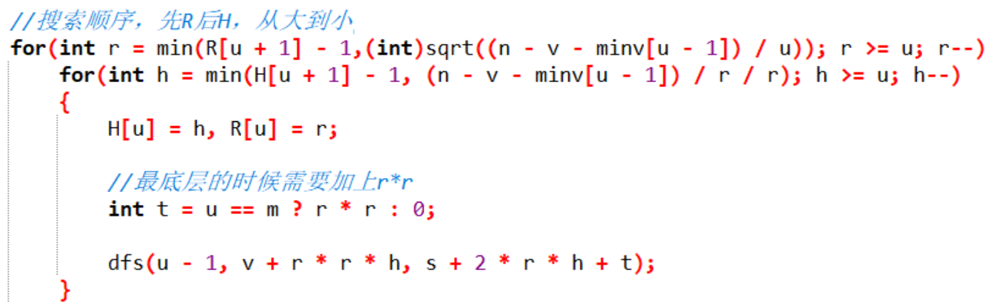 //搜索顺序，先R后H，从大到小
for(int r = min(R[u + 1] - 1,(int)sqrt((n - v - minv[u - 1]) / u)); r >= u; r--)
    for(int h = min(H[u + 1] - 1, (n - v - minv[u - 1]) / r / r); h >= u; h--)
    {
        H[u] = h, R[u] = r;
        //最底层的时候需要加上r*r
        int t = u == m ? r * r : 0;
        dfs(u - 1, v + r * r * h, s + 2 * r * h + t);
    }